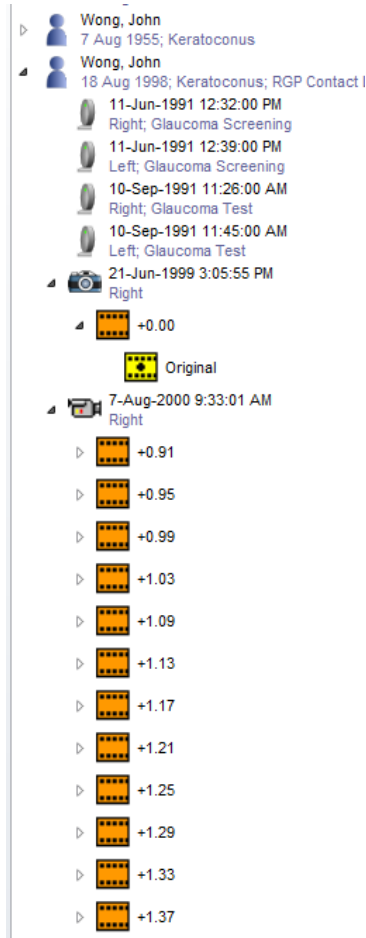 Wong, John
7 Aug 1955; Keratoconus
Wong, John
18 Aug 1998; Keratoconus; RGP Contact
11-Jun-1991 12:32:00 PM
Right; Glaucoma Screening
11-Jun-1991 12:39:00 PM
Left; Glaucoma Screening
10-Sep-1991 11:26:00 AM
Right; Glaucoma Test
10-Sep-1991 11:45:00 AM
Left; Glaucoma Test
21-Jun-1999 3:05:55 PM
Right
+0.00
Original
7-Aug-2000 9:33:01 AM
Right
+0.91
+0.95
+0.99
+1.03
+1.09
+1.13
+1.17
+1.21
+1.25
+1.29
+1.33
+1.37